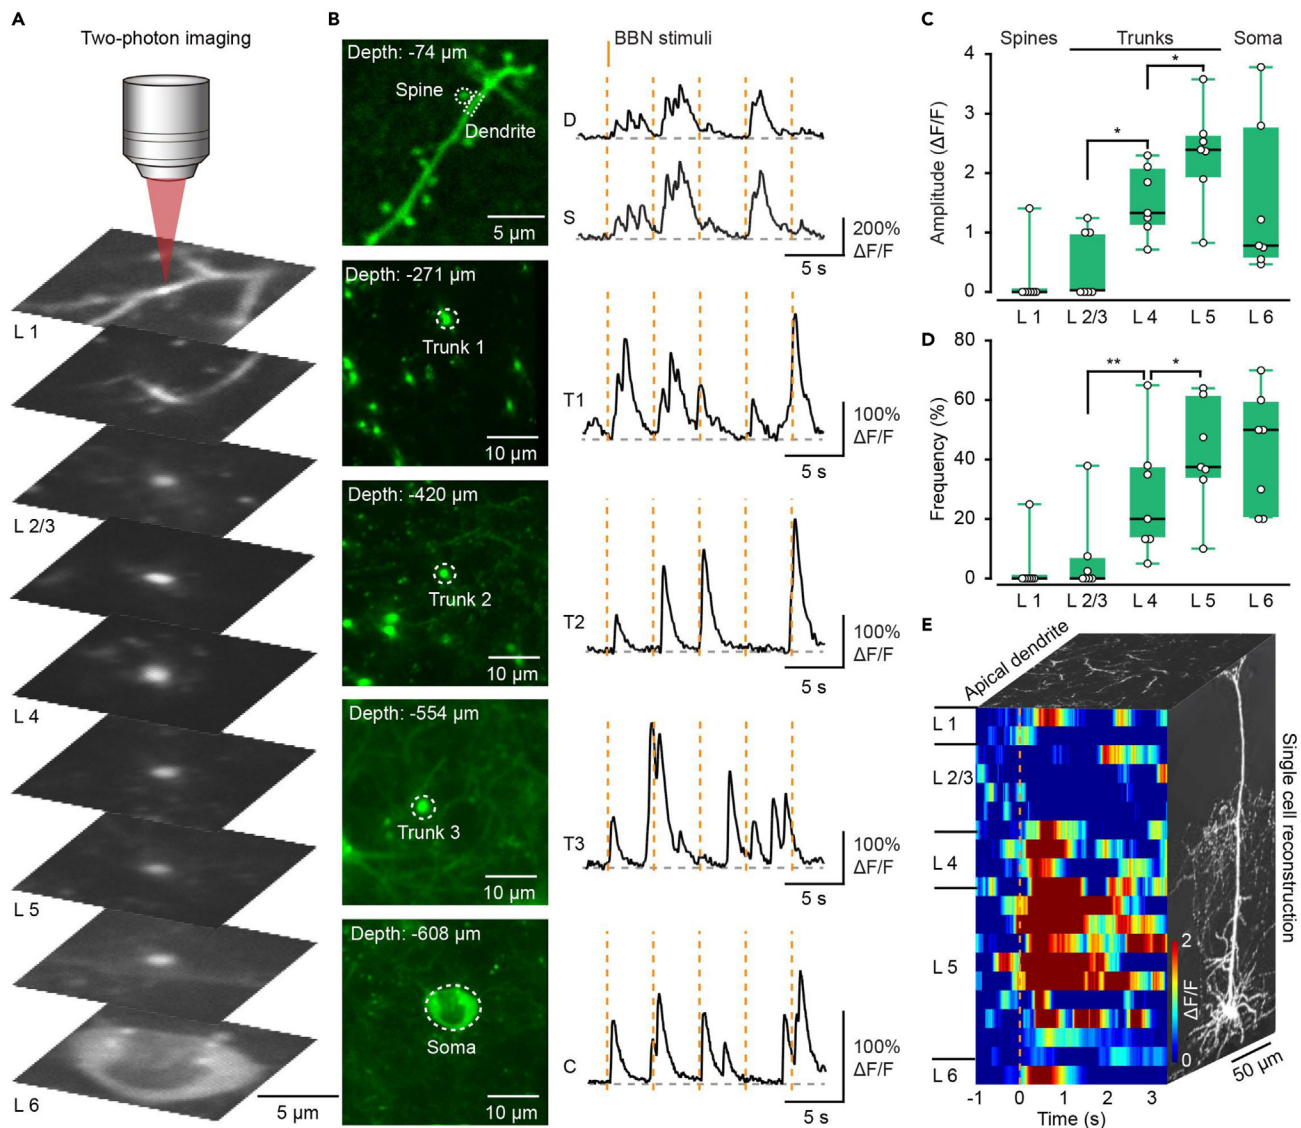 A
Two-photon imaging
L 1
L 2/3
L 4
L 5
L 6
5 µm
B
Depth: -74 µm
Spine
Dendrite
5 µm
Depth: -271 µm
Trunk 1
10 µm
Depth: -420 µm
Trunk 2
10 µm
Depth: -554 µm
Trunk 3
10 µm
Depth: -608 µm
Soma
10 µm
BBN stimuli
D
S
200%
ΔF/F
5 s
T1
100%
ΔF/F
5 s
T2
100%
ΔF/F
5 s
T3
100%
ΔF/F
5 s
C
100%
ΔF/F
5 s
C
Spines
Trunks
Soma
Amplitude (ΔF/F)
4
3
2
1
0
*
*
L 1
L 2/3
L 4
L 5
L 6
D
Frequency (%)
80
60
40
20
0
**
*
L 1
L 2/3
L 4
L 5
L 6
E
Apical dendrite
L 1
L 2/3
L 4
L 5
L 6
2
ΔF/F
0
-1
0
1
2
3
Time (s)
Single cell reconstruction
50 µm